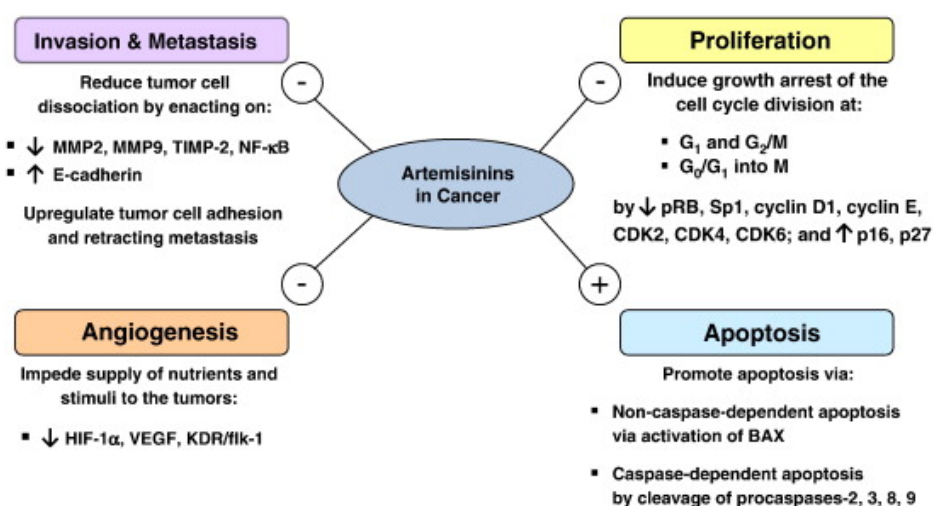 Invasion & Metastasis
-
Reduce tumor cell
dissociation by enacting on:
▪ ↓ MMP2, MMP9, TIMP-2, NF-κB
▪ ↑ E-cadherin
Upregulate tumor cell adhesion
and retracting metastasis
Proliferation
-
Induce growth arrest of the
cell cycle division at:
▪ G₁ and G₂/M
▪ G₀/G₁ into M
by ↓ pRB, Sp1, cyclin D1, cyclin E,
CDK2, CDK4, CDK6; and ↑ p16, p27
Artemisinins
in Cancer
-
Angiogenesis
Impede supply of nutrients and
stimuli to the tumors:
▪ ↓ HIF-1α, VEGF, KDR/flk-1
+
Apoptosis
Promote apoptosis via:
▪ Non-caspase-dependent apoptosis
via activation of BAX
▪ Caspase-dependent apoptosis
by cleavage of procaspases-2, 3, 8, 9